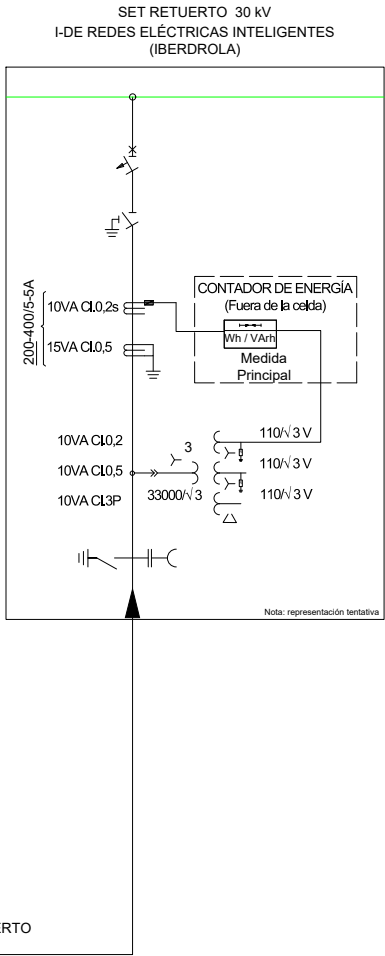 SET RETUERTO 30 kV
I-DE REDES ELÉCTRICAS INTELIGENTES
(IBERDROLA)
200-400/5-5A
10VA Cl.0,2s
15VA Cl.0,5
CONTADOR DE ENERGÍA
(Fuera de la celda)
Wh / VArh
Medida
Principal
10VA Cl.0,2
10VA Cl.0,5
10VA Cl.3P
3
33000/√3
110/√3 V
110/√3 V
110/√3 V
Nota: representación tentativa
ERTO